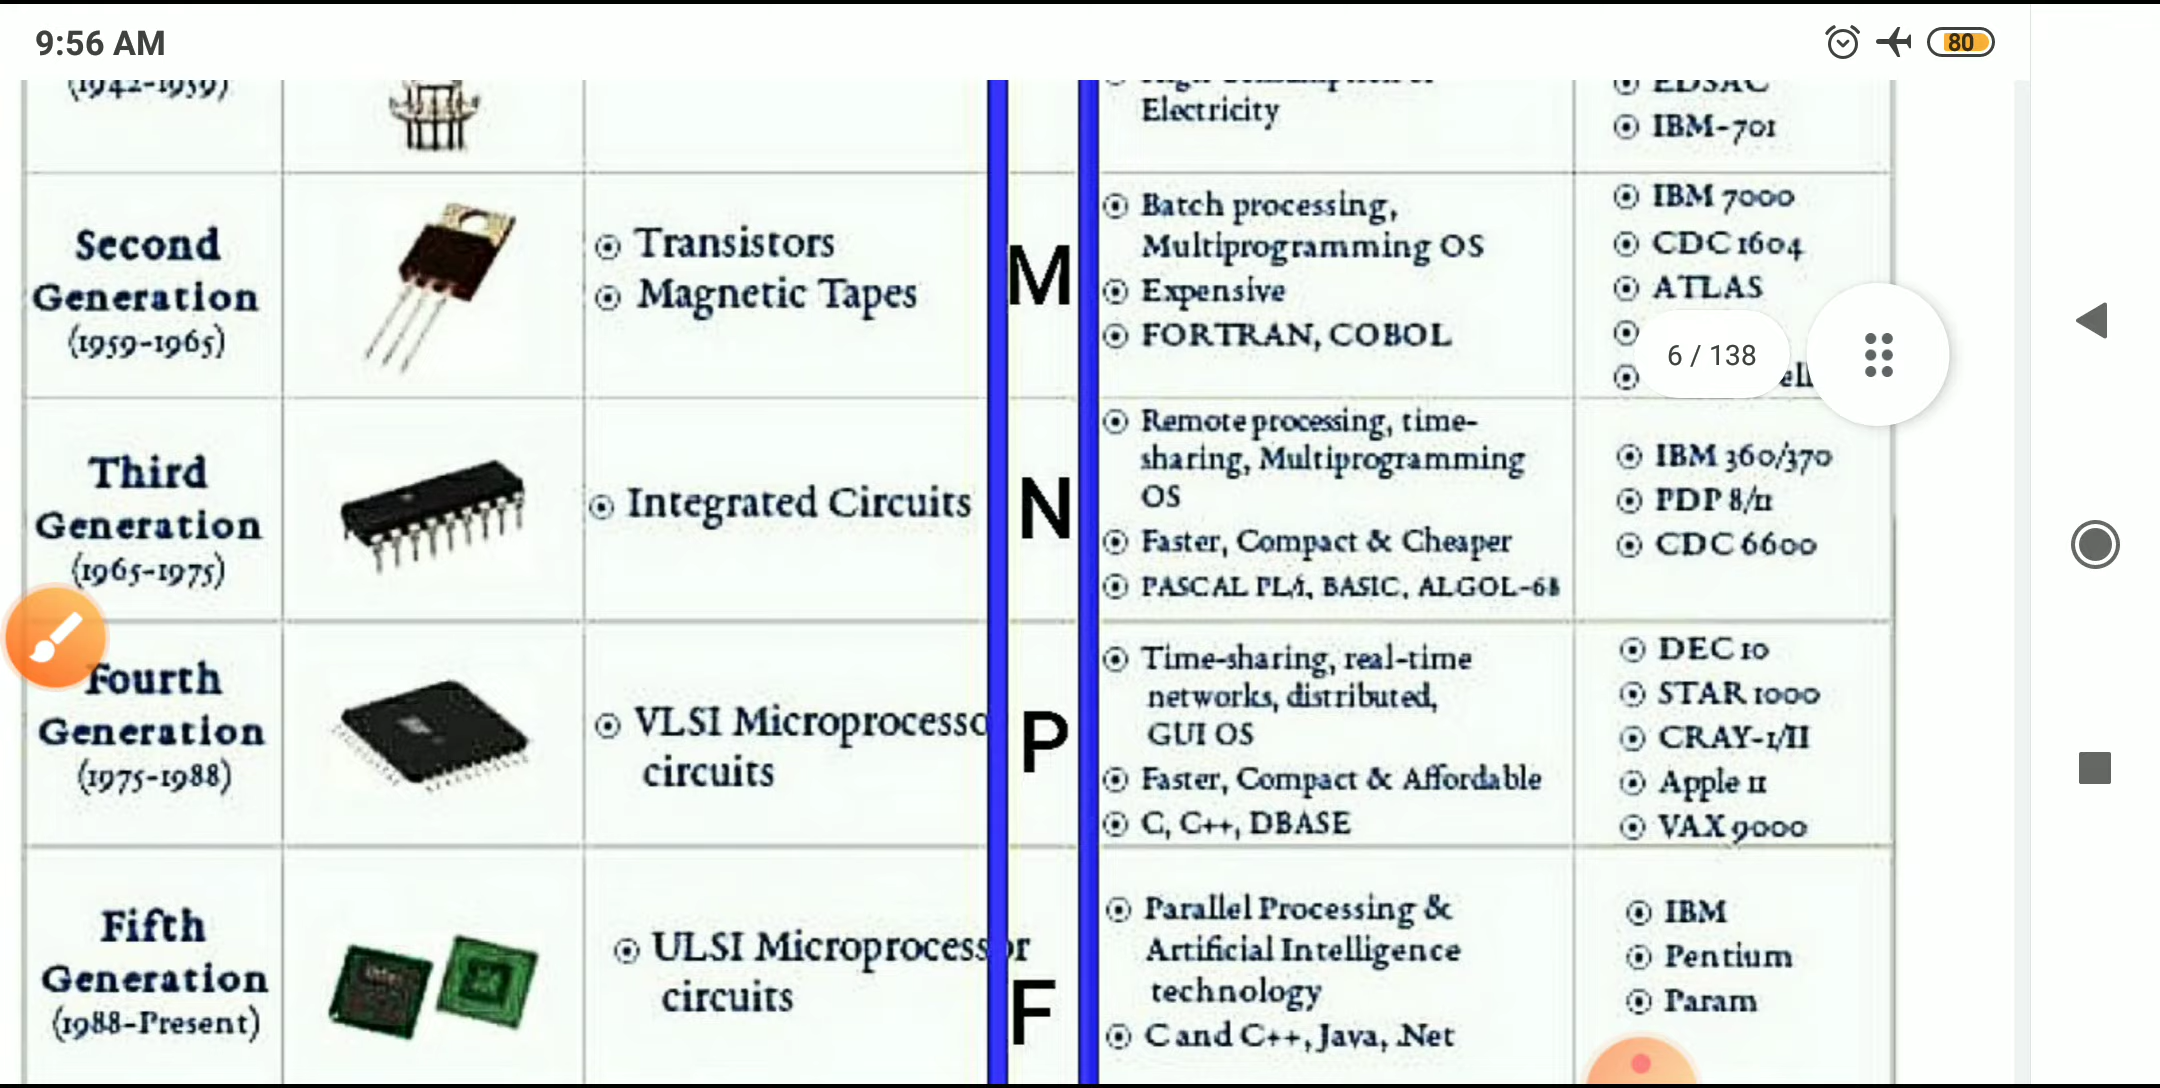 9:56 AM
80
(1942-1959)
Electricity
EDSAC
IBM-701
Second
Generation
(1959-1965)
Transistors
Magnetic Tapes
M
Batch processing,
Multiprogramming OS
Expensive
FORTRAN, COBOL
IBM 7000
CDC 1604
ATLAS
6 / 138
Third
Generation
(1965-1975)
Integrated Circuits
N
Remote processing, time-
sharing, Multiprogramming
OS
Faster, Compact & Cheaper
PASCAL PL/1, BASIC, ALGOL-68
IBM 360/370
PDP 8/11
CDC 6600
Fourth
Generation
(1975-1988)
VLSI Microprocesso
circuits
P
Time-sharing, real-time
networks, distributed,
GUI OS
Faster, Compact & Affordable
C, C++, DBASE
DEC 10
STAR 1000
CRAY-1/II
Apple II
VAX 9000
Fifth
Generation
(1988-Present)
ULSI Microprocessor
circuits
F
Parallel Processing &
Artificial Intelligence
technology
C and C++, Java, .Net
IBM
Pentium
Param